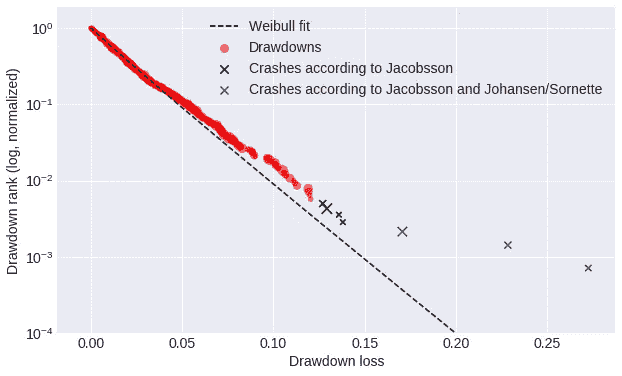 Weibull fit
Drawdowns
Crashes according to Jacobsson
Crashes according to Jacobsson and Johansen/Sornette
Drawdown rank (log, normalized)
10⁰
10⁻¹
10⁻²
10⁻³
10⁻⁴
0.00 0.05 0.10 0.15 0.20 0.25
Drawdown loss